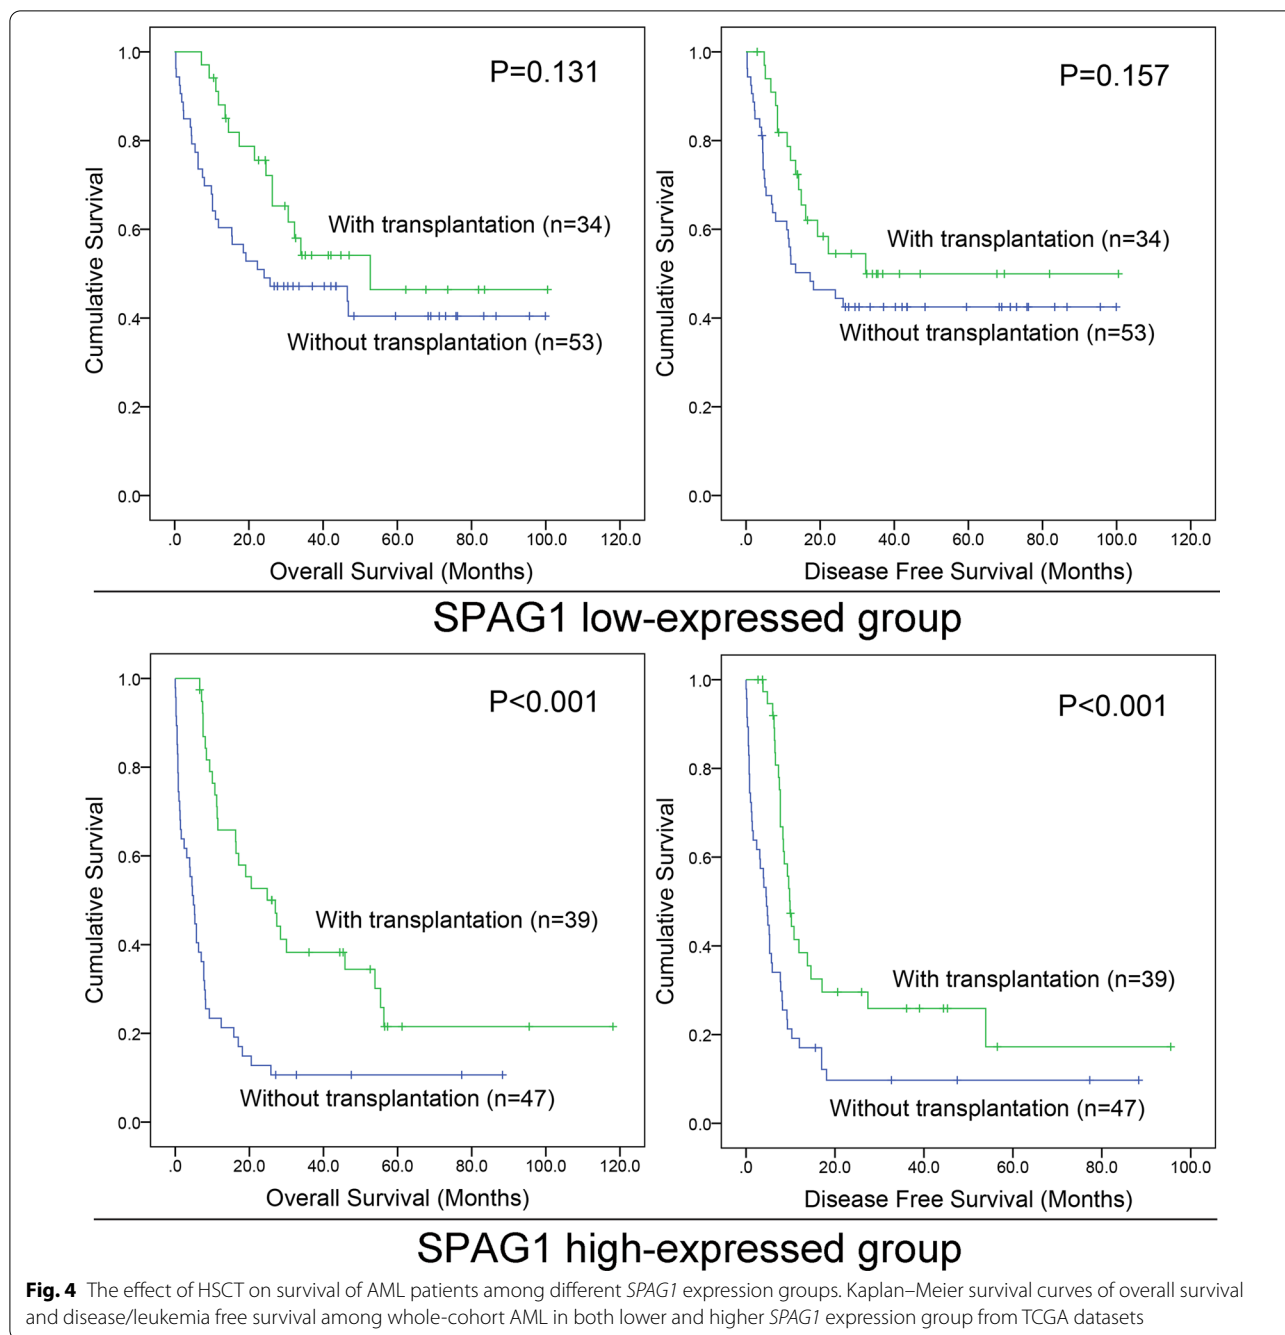 1.0
0.8
0.6
0.4
0.2
0.0
Cumulative Survival
P=0.131
With transplantation (n=34)
Without transplantation (n=53)
.0 20.0 40.0 60.0 80.0 100.0 120.0
Overall Survival (Months)
1.0
0.8
0.6
0.4
0.2
0.0
Cumulative Survival
P=0.157
With transplantation (n=34)
Without transplantation (n=53)
.0 20.0 40.0 60.0 80.0 100.0 120.0
Disease Free Survival (Months)
SPAG1 low-expressed group
1.0
0.8
0.6
0.4
0.2
0.0
Cumulative Survival
P<0.001
With transplantation (n=39)
Without transplantation (n=47)
.0 20.0 40.0 60.0 80.0 100.0 120.0
Overall Survival (Months)
1.0
0.8
0.6
0.4
0.2
0.0
Cumulative Survival
P<0.001
With transplantation (n=39)
Without transplantation (n=47)
.0 20.0 40.0 60.0 80.0 100.0
Disease Free Survival (Months)
SPAG1 high-expressed group
Fig. 4 The effect of HSCT on survival of AML patients among different SPAG1 expression groups. Kaplan–Meier survival curves of overall survival
and disease/leukemia free survival among whole-cohort AML in both lower and higher SPAG1 expression group from TCGA datasets